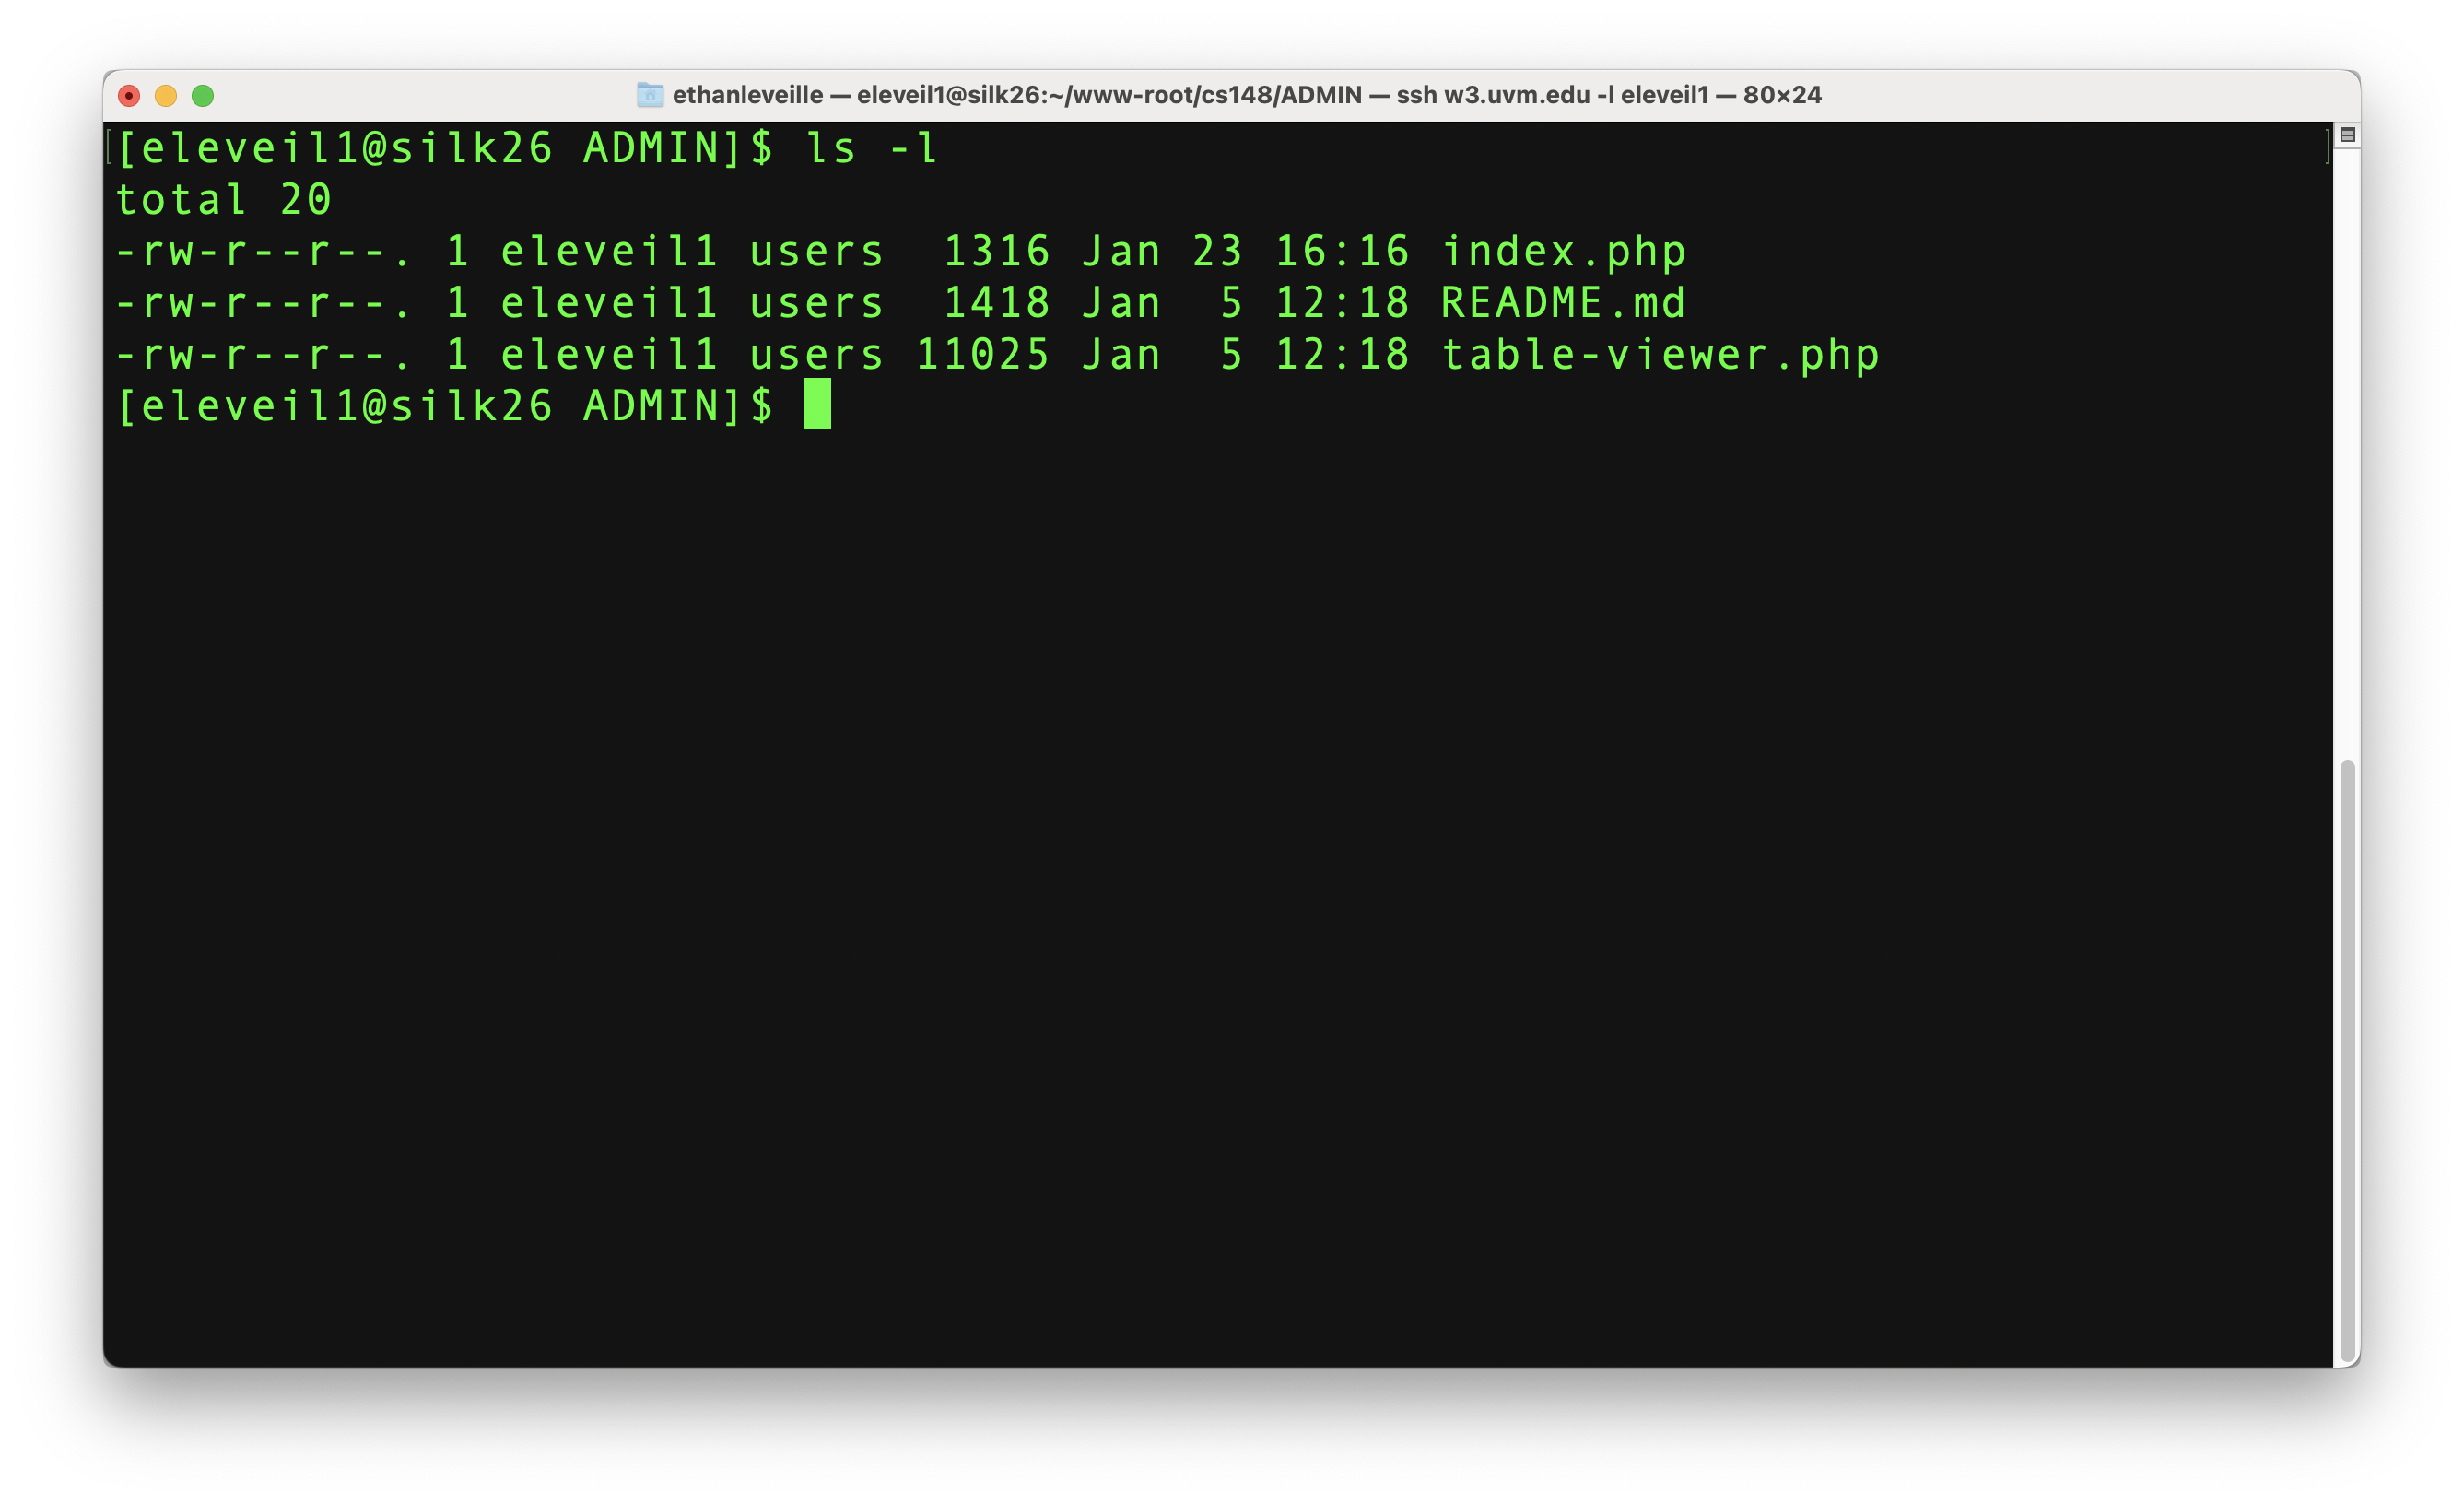 ethanleveille — eleveil1@silk26:~/www-root/cs148/ADMIN — ssh w3.uvm.edu -l eleveil1 — 80×24
[eleveil1@silk26 ADMIN]$ ls -l
total 20
-rw-r--r--. 1 eleveil1 users  1316 Jan 23 16:16 index.php
-rw-r--r--. 1 eleveil1 users  1418 Jan  5 12:18 README.md
-rw-r--r--. 1 eleveil1 users 11025 Jan  5 12:18 table-viewer.php
[eleveil1@silk26 ADMIN]$